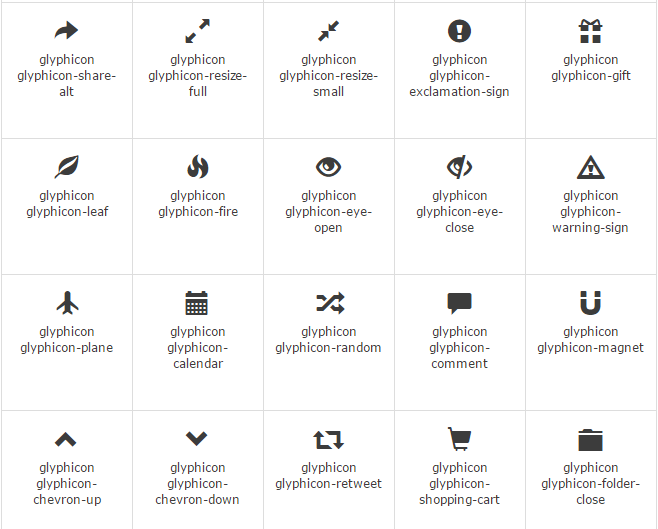 glyphicon
glyphicon-share-
alt
glyphicon
glyphicon-resize-
full
glyphicon
glyphicon-resize-
small
glyphicon
glyphicon-
exclamation-sign
glyphicon
glyphicon-gift
glyphicon
glyphicon-leaf
glyphicon
glyphicon-fire
glyphicon
glyphicon-eye-
open
glyphicon
glyphicon-eye-
close
glyphicon
glyphicon-
warning-sign
glyphicon
glyphicon-plane
glyphicon
glyphicon-
calendar
glyphicon
glyphicon-random
glyphicon
glyphicon-
comment
glyphicon
glyphicon-magnet
glyphicon
glyphicon-
chevron-up
glyphicon
glyphicon-
chevron-down
glyphicon
glyphicon-retweet
glyphicon
glyphicon-
shopping-cart
glyphicon
glyphicon-folder-
close